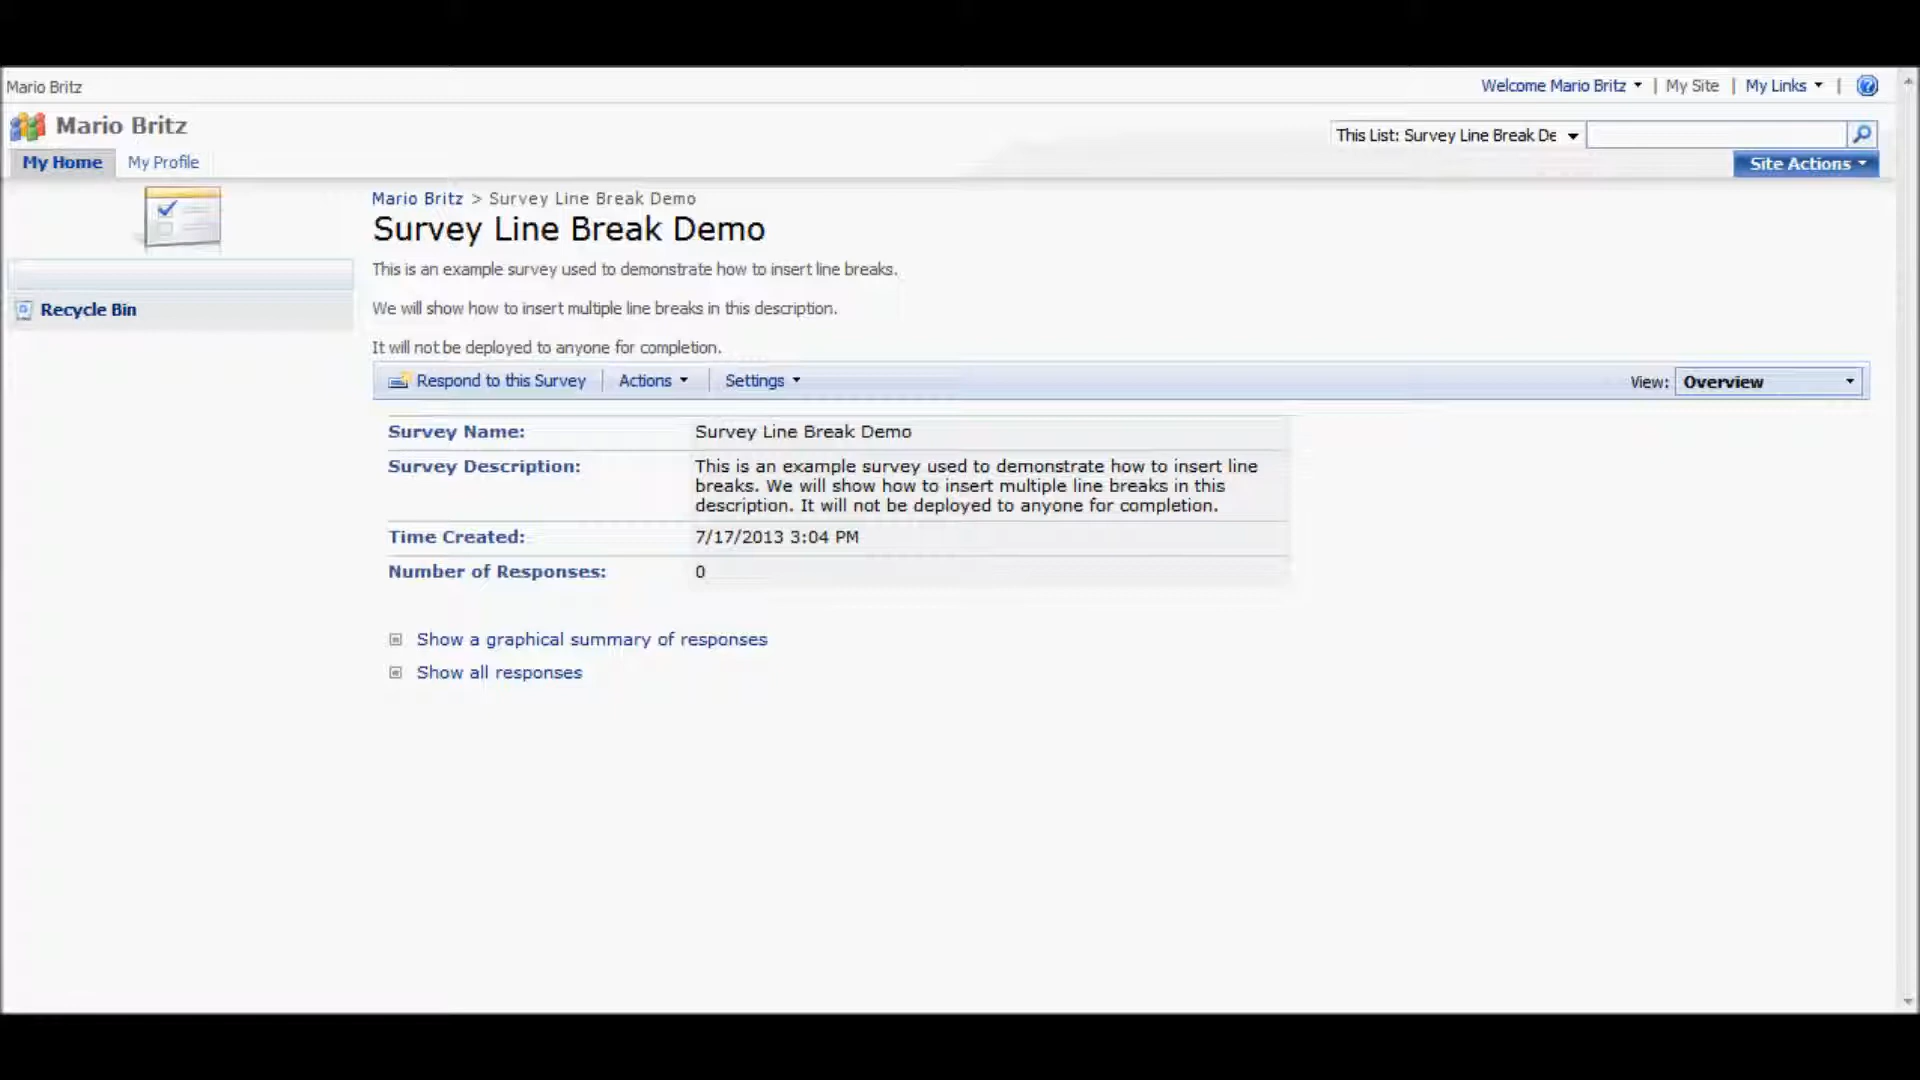 Mario Britz
Welcome Mario Britz | My Site | My Links |
Mario Britz
This List: Survey Line Break De
My Home My Profile
Site Actions
Mario Britz > Survey Line Break Demo
Survey Line Break Demo
This is an example survey used to demonstrate how to insert line breaks.
Recycle Bin
We will show how to insert multiple line breaks in this description.
It will not be deployed to anyone for completion.
Respond to this Survey | Actions | Settings
View: Overview
Survey Name: Survey Line Break Demo
Survey Description: This is an example survey used to demonstrate how to insert line
breaks. We will show how to insert multiple line breaks in this
description. It will not be deployed to anyone for completion.
Time Created: 7/17/2013 3:04 PM
Number of Responses: 0
Show a graphical summary of responses
Show all responses